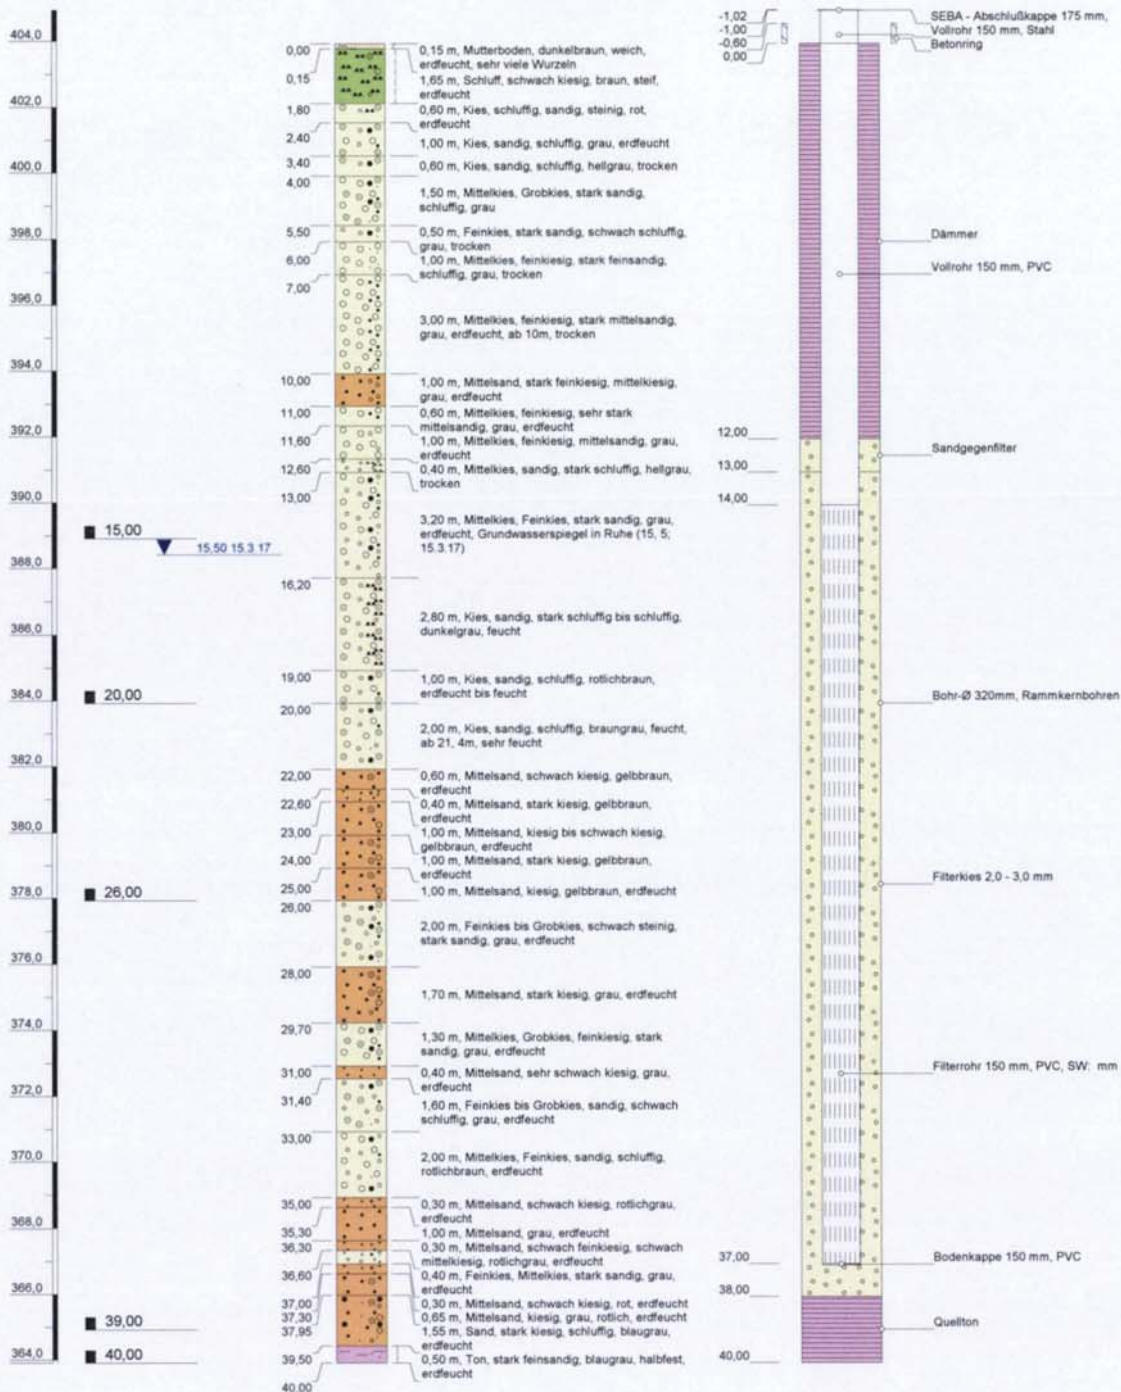 404,0
402,0
400,0
398,0
396,0
394,0
392,0
390,0
388,0
386,0
384,0
382,0
380,0
378,0
376,0
374,0
372,0
370,0
368,0
366,0
364,0
15,00
15,50 15.3.17
20,00
26,00
39,00
40,00
0,00
0,15
1,80
2,40
3,40
4,00
5,50
6,00
7,00
10,00
11,00
11,60
12,60
13,00
16,20
19,00
20,00
22,00
22,60
23,00
24,00
25,00
26,00
28,00
29,70
31,00
31,40
33,00
35,00
35,30
36,30
36,60
37,00
37,30
37,95
39,50
40,00
0,15 m, Mutterboden, dunkelbraun, weich,
erdfeucht, sehr viele Wurzeln
1,65 m, Schluff, schwach kiesig, braun, steif,
erdfeucht
0,60 m, Kies, schluffig, sandig, steinig, rot,
erdfeucht
1,00 m, Kies, sandig, schluffig, grau, erdfeucht
0,60 m, Kies, sandig, schluffig, hellgrau, trocken
1,50 m, Mittelkies, Grobkies, stark sandig,
schluffig, grau
0,50 m, Feinkies, stark sandig, schwach schluffig,
grau, trocken
1,00 m, Mittelkies, feinkiesig, stark feinsandig,
schluffig, grau, trocken
3,00 m, Mittelkies, feinkiesig, stark mittelsandig,
grau, erdfeucht, ab 10m, trocken
1,00 m, Mittelsand, stark feinkiesig, mittelkiesig,
grau, erdfeucht
0,60 m, Mittelkies, feinkiesig, sehr stark
mittelsandig, grau, erdfeucht
1,00 m, Mittelkies, feinkiesig, mittelsandig, grau,
erdfeucht
0,40 m, Mittelkies, sandig, stark schluffig, hellgrau,
trocken
3,20 m, Mittelkies, Feinkies, stark sandig, grau,
erdfeucht, Grundwasserspiegel in Ruhe (15, 5;
15.3.17)
2,80 m, Kies, sandig, stark schluffig bis schluffig,
dunkelgrau, feucht
1,00 m, Kies, sandig, schluffig, rotlichbraun,
erdfeucht bis feucht
2,00 m, Kies, sandig, schluffig, braungrau, feucht,
ab 21, 4m, sehr feucht
0,60 m, Mittelsand, schwach kiesig, gelbbraun,
erdfeucht
0,40 m, Mittelsand, stark kiesig, gelbbraun,
erdfeucht
1,00 m, Mittelsand, kiesig bis schwach kiesig,
gelbbraun, erdfeucht
1,00 m, Mittelsand, stark kiesig, gelbbraun,
erdfeucht
1,00 m, Mittelsand, kiesig, gelbbraun, erdfeucht
2,00 m, Feinkies bis Grobkies, schwach steinig,
stark sandig, grau, erdfeucht
1,70 m, Mittelsand, stark kiesig, grau, erdfeucht
1,30 m, Mittelkies, Grobkies, feinkiesig, stark
sandig, grau, erdfeucht
0,40 m, Mittelsand, sehr schwach kiesig, grau,
erdfeucht
1,60 m, Feinkies bis Grobkies, sandig, schwach
schluffig, grau, erdfeucht
2,00 m, Mittelkies, Feinkies, sandig, schluffig,
rotlichbraun, erdfeucht
0,30 m, Mittelsand, schwach kiesig, rotlichgrau,
erdfeucht
1,00 m, Mittelsand, grau, erdfeucht
0,30 m, Mittelsand, schwach feinkiesig, schwach
mittelkiesig, rotlichgrau, erdfeucht
0,40 m, Feinkies, Mittelkies, stark sandig, grau,
erdfeucht
0,30 m, Mittelsand, schwach kiesig, rot, erdfeucht
0,65 m, Mittelsand, kiesig, grau, rotlich, erdfeucht
1,55 m, Sand, stark kiesig, schluffig, blaugrau,
erdfeucht
0,50 m, Ton, stark feinsandig, blaugrau, halbfest,
erdfeucht
-1,02
-1,00
-0,60
0,00
12,00
13,00
14,00
37,00
38,00
40,00
SEBA - Abschlußkappe 175 mm,
Vollrohr 150 mm, Stahl
Betonring
Dämmer
Vollrohr 150 mm, PVC
Sandgegenfilter
Bohr-Ø 320mm, Rammkernbohren
Filterkies 2,0 - 3,0 mm
Filterrohr 150 mm, PVC, SW: mm
Bodenkappe 150 mm, PVC
Quellton